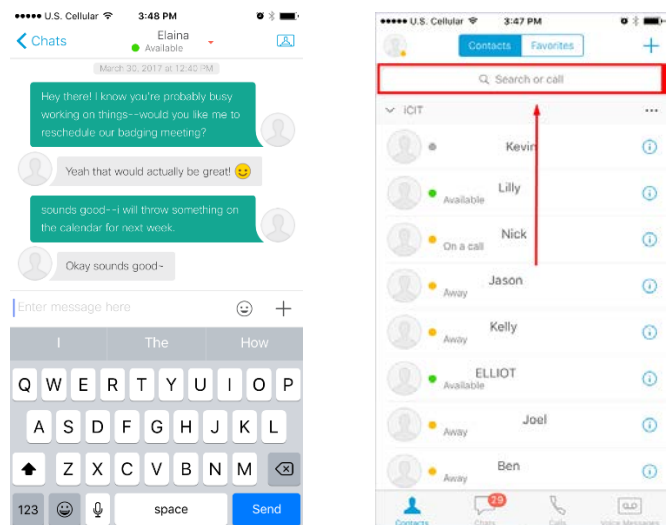 U.S. Cellular 3:48 PM
Chats Elaina
Available
March 30, 2017 at 12:40 PM
Hey there! I know you're probably busy
working on things--would you like me to
reschedule our badging meeting?
Yeah that would actually be great! 🙂
sounds good--i will throw something on
the calendar for next week.
Okay sounds good~
Enter message here
I The How
Q W E R T Y U I O P
A S D F G H J K L
Z X C V B N M
123 space Send
U.S. Cellular 3:47 PM
Contacts Favorites +
Search or call
iCIT ...
Kevin
Lilly
Available
Nick
On a call
Jason
Away
Kelly
Away
ELLIOT
Available
Joel
Away
Ben
Away
29
Contacts Chats Calls Voice Messages